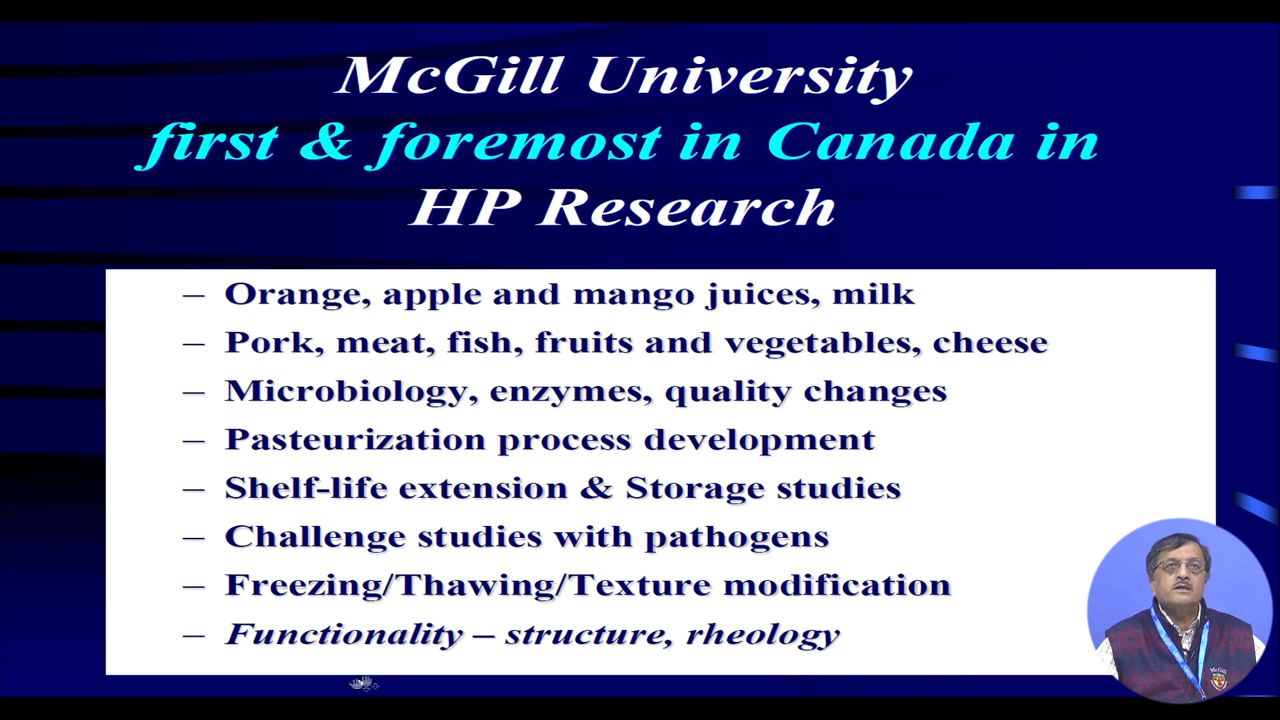 McGill University
first & foremost in Canada in
HP Research
– Orange, apple and mango juices, milk
– Pork, meat, fish, fruits and vegetables, cheese
– Microbiology, enzymes, quality changes
– Pasteurization process development
– Shelf-life extension & Storage studies
– Challenge studies with pathogens
– Freezing/Thawing/Texture modification
– Functionality – structure, rheology
McGill